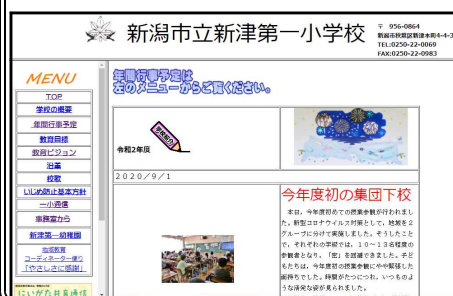 新潟市立新津第一小学校
〒 956-0864
新潟市秋葉区新津本町4-4-3
TEL:0250-22-0069
FAX:0250-22-0983
MENU
TOP
学校の概要
年間行事予定
教育目標
教育ビジョン
沿革
校歌
いじめ防止基本方針
一小通信
事務室から
新津第一幼稚園
地域教育
コーディネーター便り
「やさしさに感謝」
にいがた共育通信
年間行事予定は
左のメニューからご覧ください。
令和2年度
2020/9/1
今年度初の集団下校
本日、今年度初めての授業参観が行われまし
た。新型コロナウイルス対策として、地域を2
グループに分けて実施しました。そうしたこと
で、それぞれの学級では、10～13名程度の
参観者となり、「密」を回避できました。子ど
もたちは、今年度初の授業参観にやや緊張した
面持ちでした。時間がたつにつれ、いつものよ
うな活発な姿が見られました。